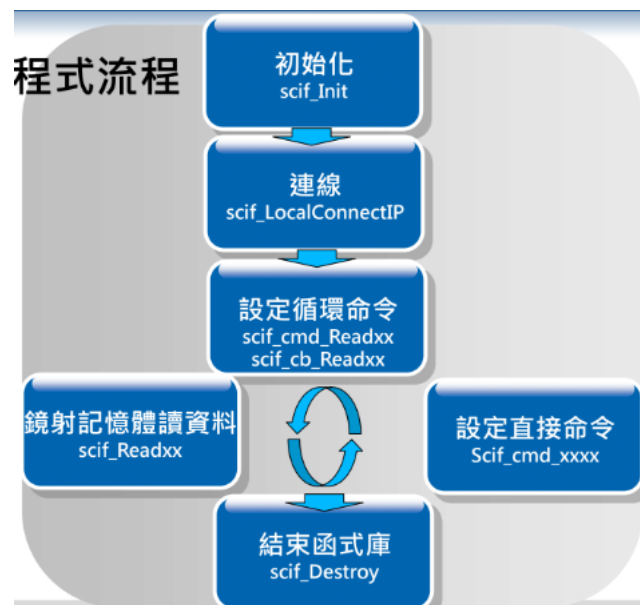 程式流程
初始化
scif_Init
連線
scif_LocalConnectIP
設定循環命令
scif_cmd_Readxx
scif_cb_Readxx
鏡射記憶體讀資料
scif_Readxx
設定直接命令
Scif_cmd_xxxx
結束函式庫
scif_Destroy